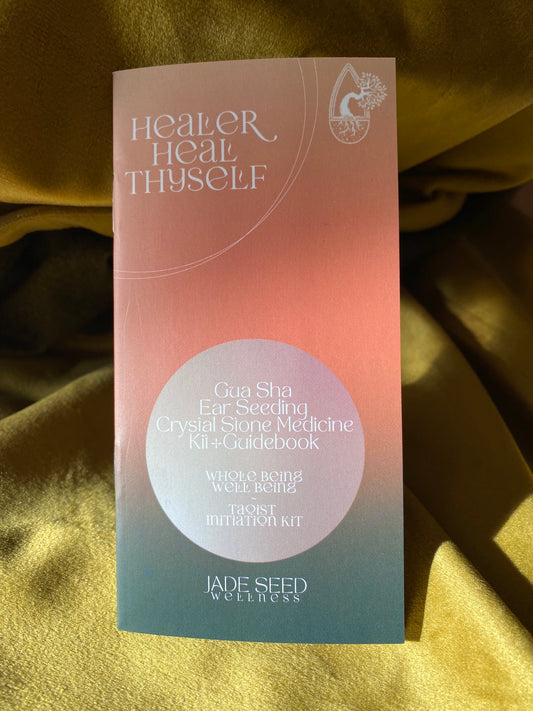 HEALER
HEAL
THYSELF
Gua Sha
Ear Seeding
Crystal Stone Medicine
Kit+Guidebook
WHOLE BEING
WELL BEING
~
TAOIST
INITIATION KIT
JADE SEED
WELLNESS